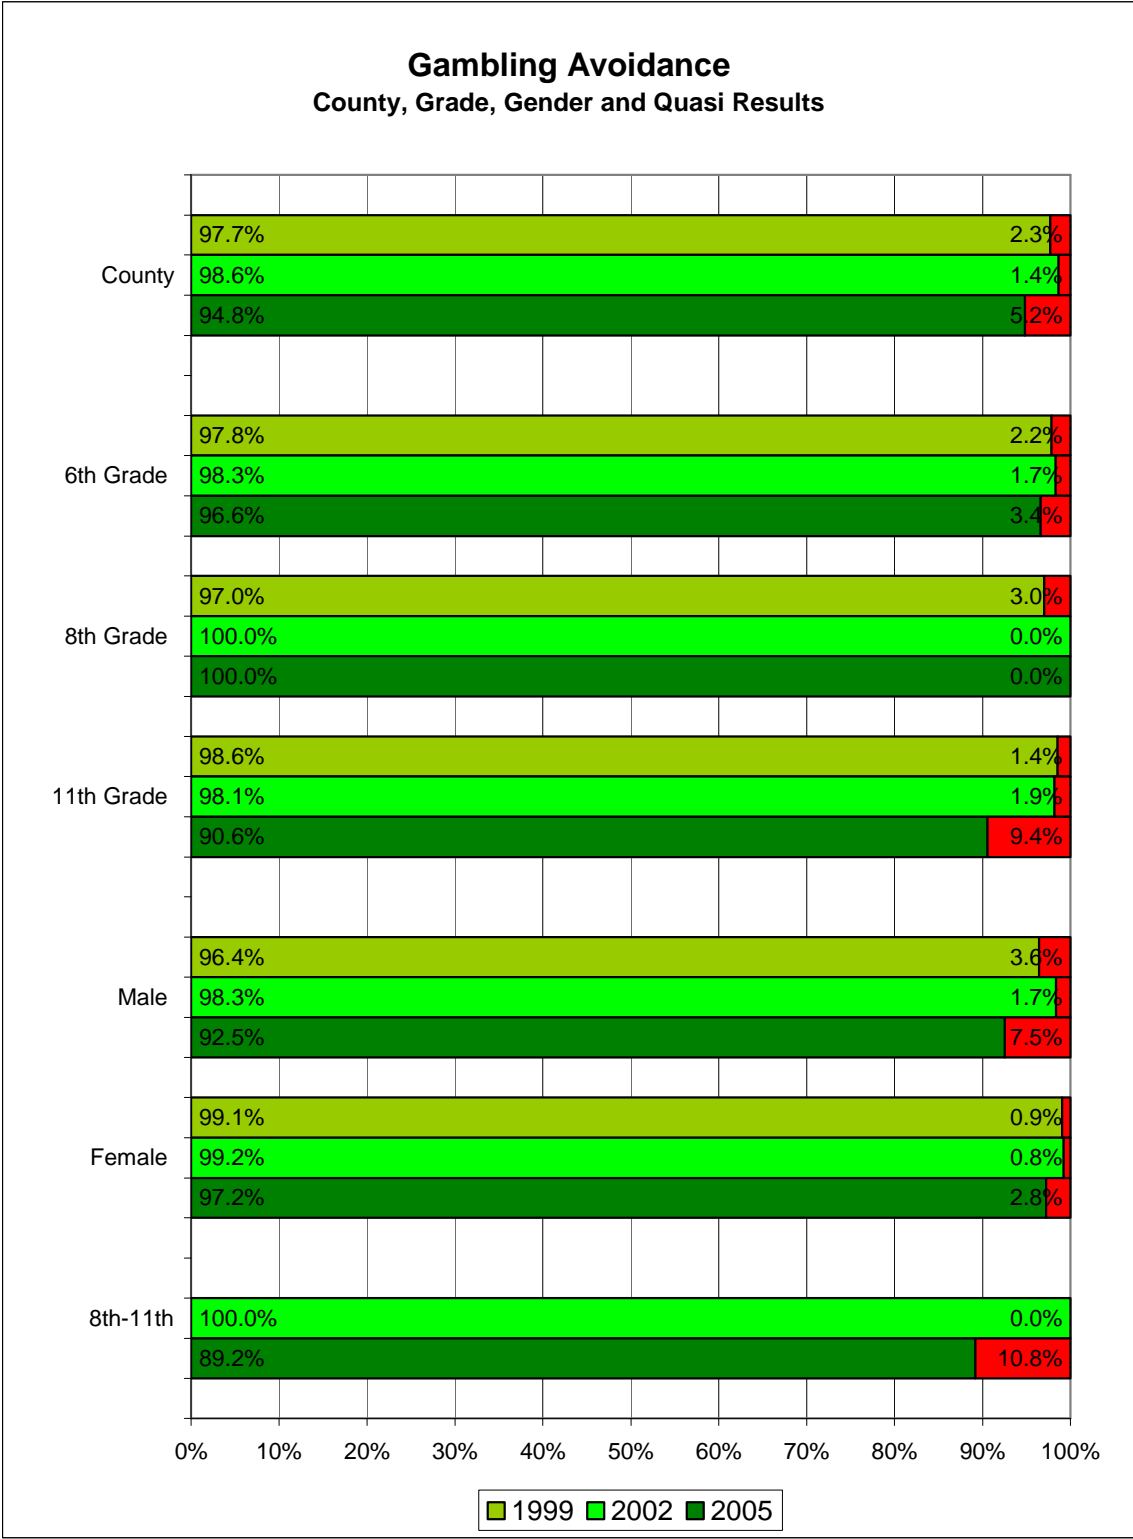 Gambling Avoidance
County, Grade, Gender and Quasi Results
97.7% 2.3%
County 98.6% 1.4%
94.8% 5.2%
97.8% 2.2%
6th Grade 98.3% 1.7%
96.6% 3.4%
97.0% 3.0%
8th Grade 100.0% 0.0%
100.0% 0.0%
98.6% 1.4%
11th Grade 98.1% 1.9%
90.6% 9.4%
96.4% 3.6%
Male 98.3% 1.7%
92.5% 7.5%
99.1% 0.9%
Female 99.2% 0.8%
97.2% 2.8%
8th-11th 100.0% 0.0%
89.2% 10.8%
0% 10% 20% 30% 40% 50% 60% 70% 80% 90% 100%
1999 2002 2005